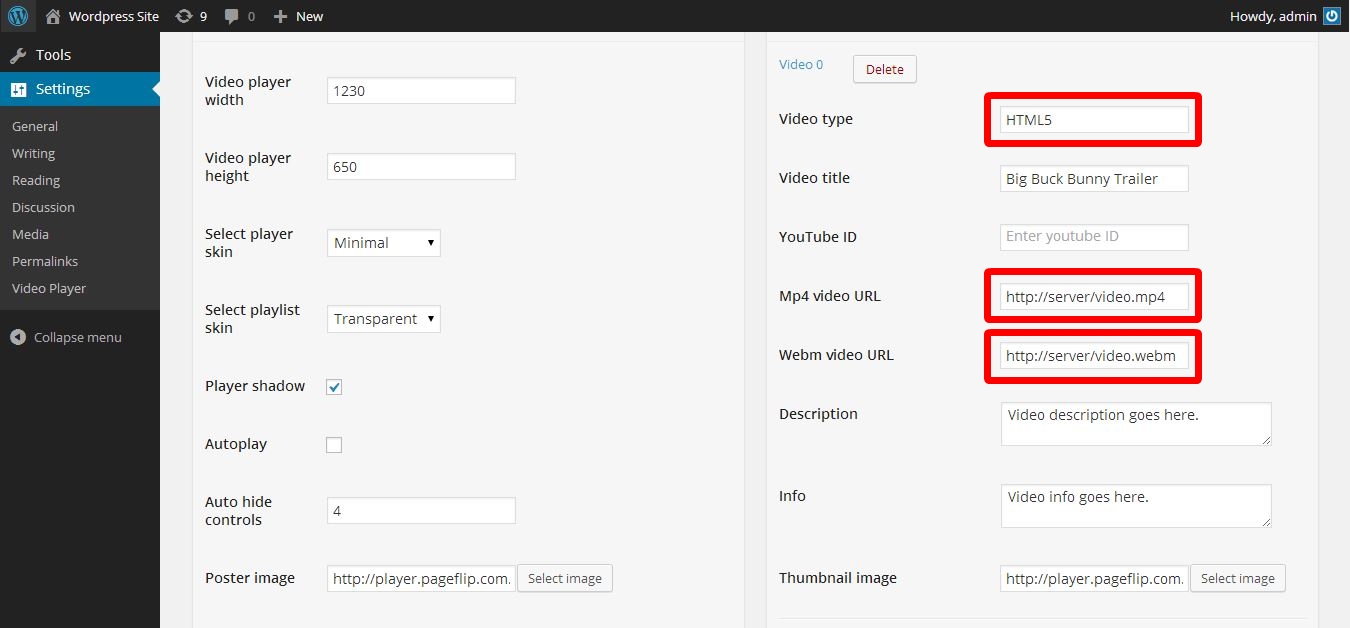 Wordpress Site 9 0 New Howdy, admin
Tools
Settings
General
Writing
Reading
Discussion
Media
Permalinks
Video Player
Collapse menu
Video player
width
1230
Video player
height
650
Select player
skin
Minimal
Select playlist
skin
Transparent
Player shadow
Autoplay
Auto hide
controls
4
Poster image http://player.pageflip.com. Select image
Video 0 Delete
Video type HTML5
Video title Big Buck Bunny Trailer
YouTube ID Enter youtube ID
Mp4 video URL http://server/video.mp4
Webm video URL http://server/video.webm
Description Video description goes here.
Info Video info goes here.
Thumbnail image http://player.pageflip.com. Select image